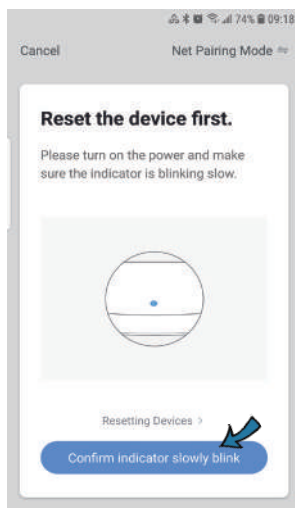 74% 09:18
Cancel Net Pairing Mode
Reset the device first.
Please turn on the power and make
sure the indicator is blinking slow.
Resetting Devices >
Confirm indicator slowly blink